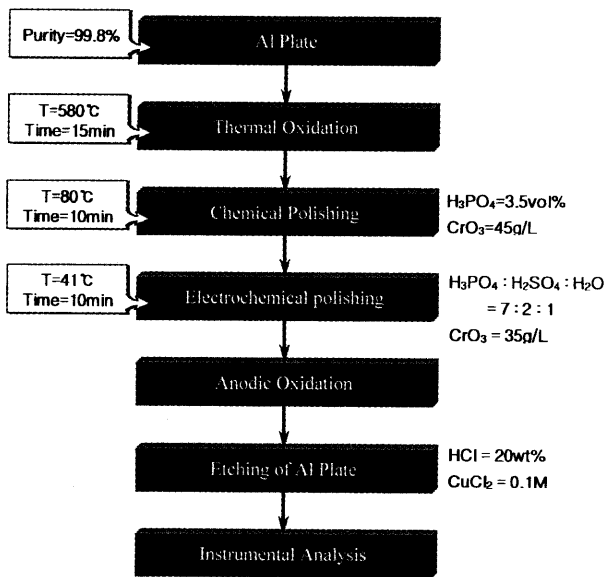 Purity=99.8%
Al Plate
T=580℃
Time=15min
Thermal Oxidation
T=80℃
Time=10min
Chemical Polishing
H₃PO₄=3.5vol%
CrO₃=45g/L
T=41℃
Time=10min
Electrochemical polishing
H₃PO₄ : H₂SO₄ : H₂O
= 7 : 2 : 1
CrO₃ = 35g/L
Anodic Oxidation
Etching of Al Plate
HCl = 20wt%
CuCl₂ = 0.1M
Instrumental Analysis